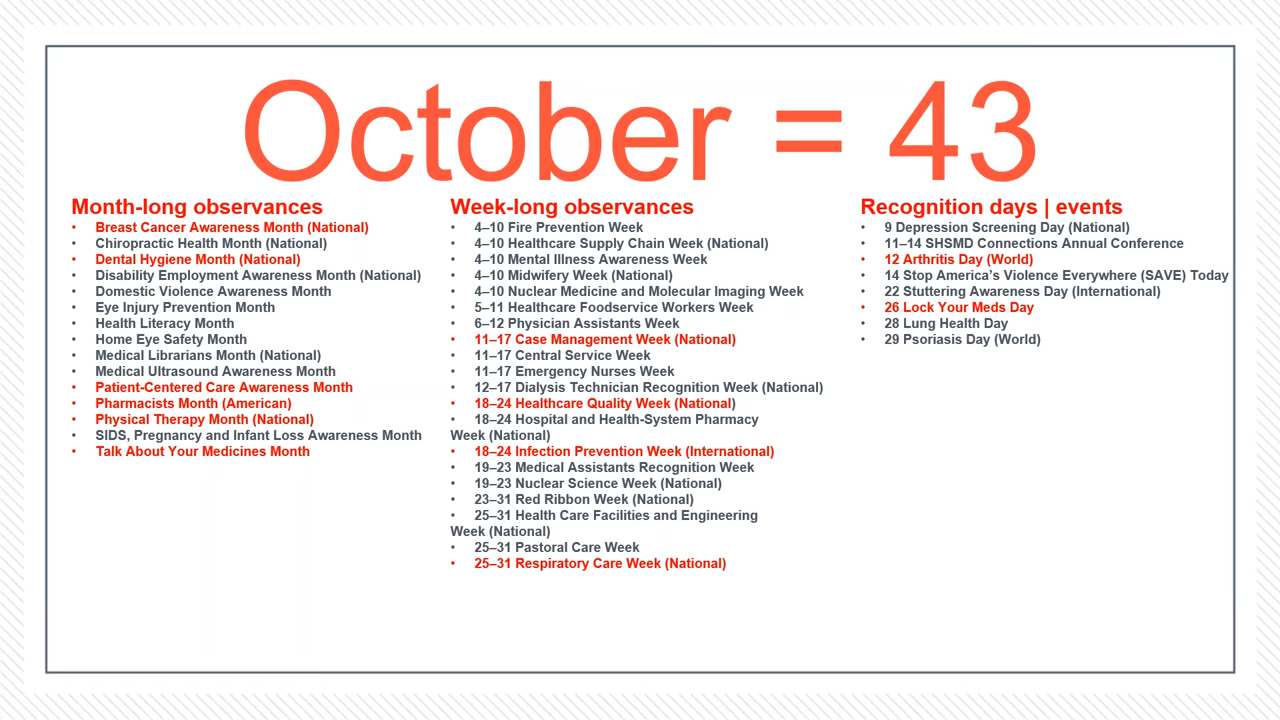 October = 43
Month-long observances
• Breast Cancer Awareness Month (National)
• Chiropractic Health Month (National)
• Dental Hygiene Month (National)
• Disability Employment Awareness Month (National)
• Domestic Violence Awareness Month
• Eye Injury Prevention Month
• Health Literacy Month
• Home Eye Safety Month
• Medical Librarians Month (National)
• Medical Ultrasound Awareness Month
• Patient-Centered Care Awareness Month
• Pharmacists Month (American)
• Physical Therapy Month (National)
• SIDS, Pregnancy and Infant Loss Awareness Month
• Talk About Your Medicines Month
Week-long observances
• 4–10 Fire Prevention Week
• 4–10 Healthcare Supply Chain Week (National)
• 4–10 Mental Illness Awareness Week
• 4–10 Midwifery Week (National)
• 4–10 Nuclear Medicine and Molecular Imaging Week
• 5–11 Healthcare Foodservice Workers Week
• 6–12 Physician Assistants Week
• 11–17 Case Management Week (National)
• 11–17 Central Service Week
• 11–17 Emergency Nurses Week
• 12–17 Dialysis Technician Recognition Week (National)
• 18–24 Healthcare Quality Week (National)
• 18–24 Hospital and Health-System Pharmacy
Week (National)
• 18–24 Infection Prevention Week (International)
• 19–23 Medical Assistants Recognition Week
• 19–23 Nuclear Science Week (National)
• 23–31 Red Ribbon Week (National)
• 25–31 Health Care Facilities and Engineering
Week (National)
• 25–31 Pastoral Care Week
• 25–31 Respiratory Care Week (National)
Recognition days | events
• 9 Depression Screening Day (National)
• 11–14 SHSMD Connections Annual Conference
• 12 Arthritis Day (World)
• 14 Stop America's Violence Everywhere (SAVE) Today
• 22 Stuttering Awareness Day (International)
• 26 Lock Your Meds Day
• 28 Lung Health Day
• 29 Psoriasis Day (World)